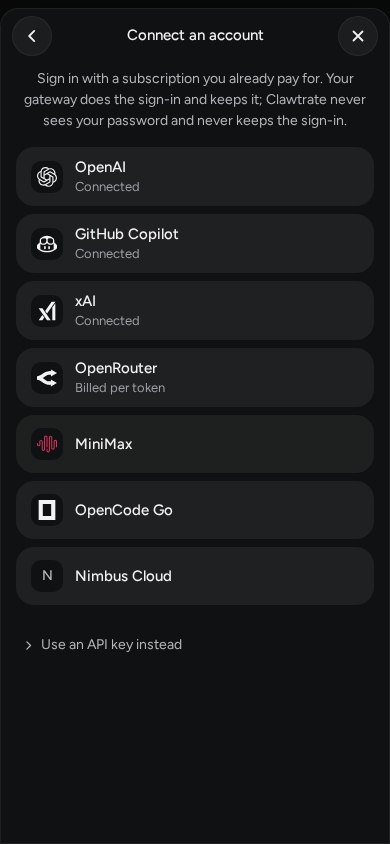 Connect an account
Sign in with a subscription you already pay for. Your
gateway does the sign-in and keeps it; Clawtrate never
sees your password and never keeps the sign-in.
OpenAI
Connected
GitHub Copilot
Connected
xAI
Connected
OpenRouter
Billed per token
MiniMax
OpenCode Go
N
Nimbus Cloud
Use an API key instead